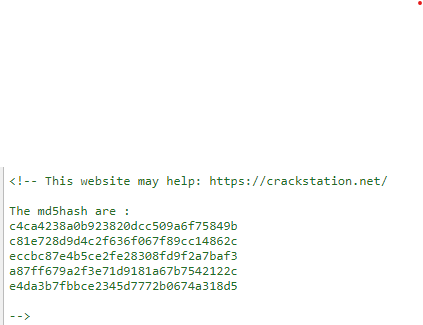 <!-- This website may help: https://crackstation.net/
The md5hash are :
c4ca4238a0b923820dcc509a6f75849b
c81e728d9d4c2f636f067f89cc14862c
eccbc87e4b5ce2fe28308fd9f2a7baf3
a87ff679a2f3e71d9181a67b7542122c
e4da3b7fbbce2345d7772b0674a318d5
-->